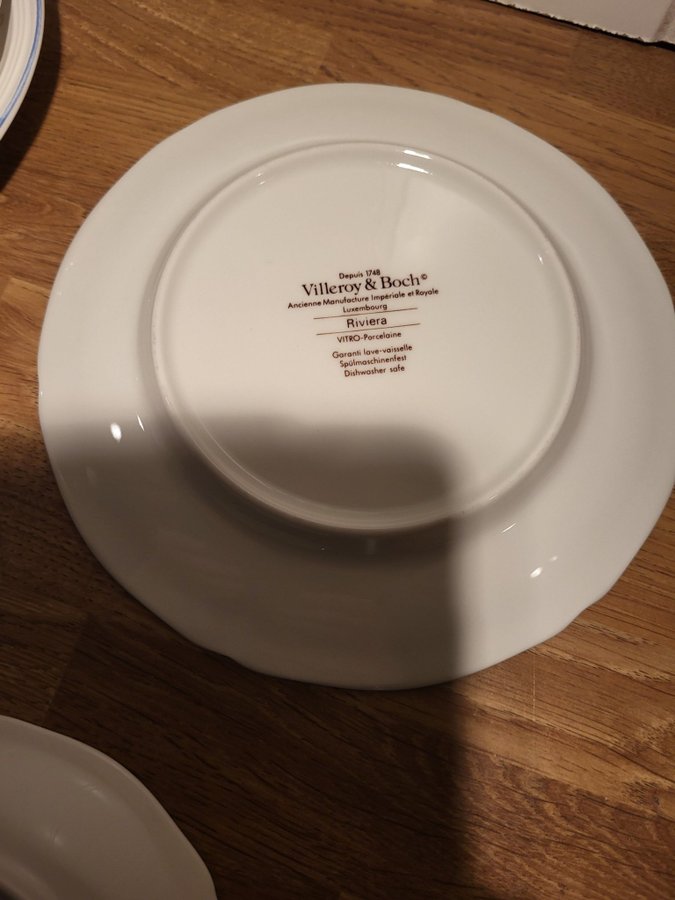 Depuis 1748
Villeroy & Boch©
Ancienne Manufacture Impériale et Royale
Luxembourg
Riviera
VITRO-Porcelaine
Garanti lave-vaisselle
Spülmaschinenfest
Dishwasher safe